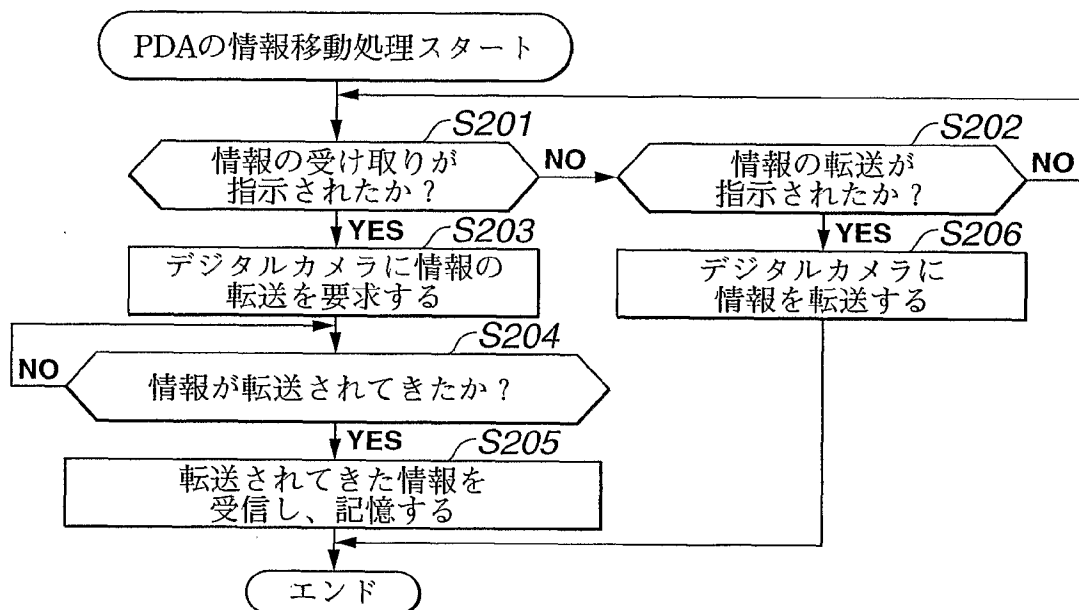 PDAの情報移動処理スタート
S201
情報の受け取りが
指示されたか？
NO
S202
情報の転送が
指示されたか？
NO
YES
S203
デジタルカメラに情報の
転送を要求する
YES
S206
デジタルカメラに
情報を転送する
S204
NO
情報が転送されてきたか？
YES
S205
転送されてきた情報を
受信し、記憶する
エンド